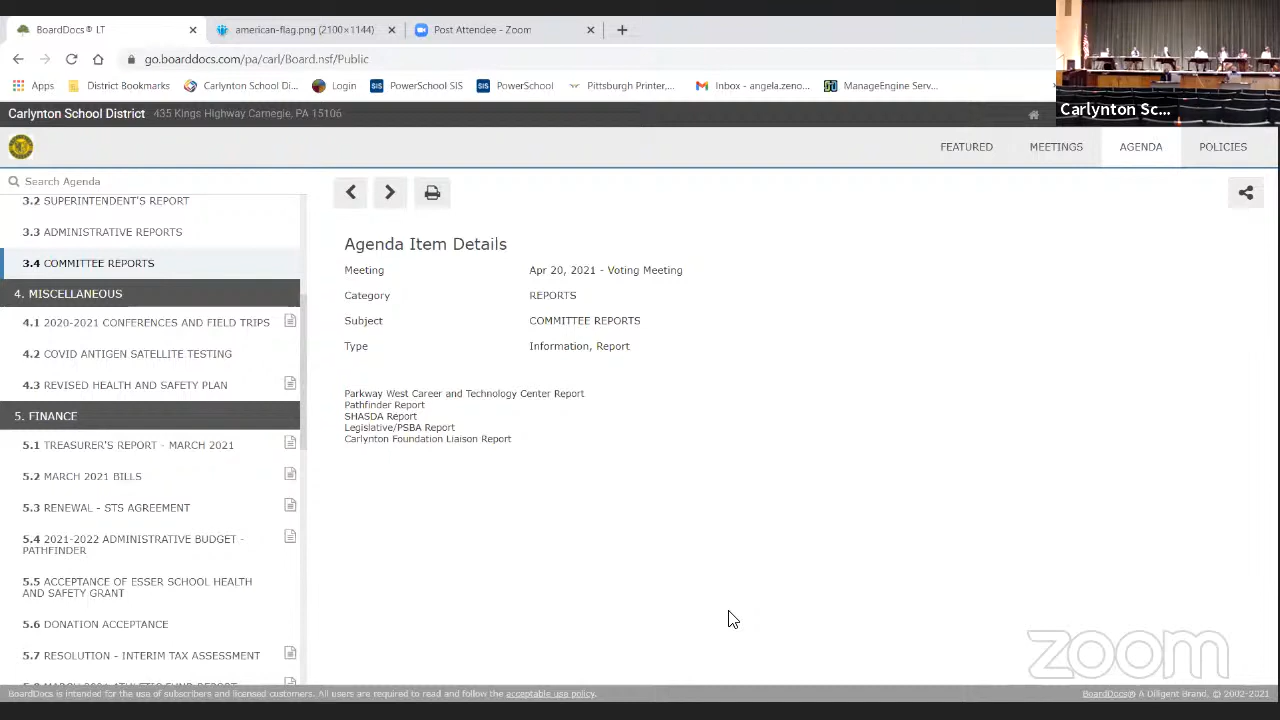 BoardDocs® LT
american-flag.png (2100×1144)
Post Attendee - Zoom
go.boarddocs.com/pa/carl/Board.nsf/Public
Apps
District Bookmarks
Carlynton School Di...
Login
PowerSchool SIS
PowerSchool
Pittsburgh Printer,...
Inbox - angela.zeno...
ManageEngine Serv...
Carlynton Sc...
Carlynton School District 435 Kings Highway Carnegie, PA 15106
FEATURED
MEETINGS
AGENDA
POLICIES
Search Agenda
3.2 SUPERINTENDENT'S REPORT
3.3 ADMINISTRATIVE REPORTS
3.4 COMMITTEE REPORTS
4. MISCELLANEOUS
4.1 2020-2021 CONFERENCES AND FIELD TRIPS
4.2 COVID ANTIGEN SATELLITE TESTING
4.3 REVISED HEALTH AND SAFETY PLAN
5. FINANCE
5.1 TREASURER'S REPORT - MARCH 2021
5.2 MARCH 2021 BILLS
5.3 RENEWAL - STS AGREEMENT
5.4 2021-2022 ADMINISTRATIVE BUDGET -
PATHFINDER
5.5 ACCEPTANCE OF ESSER SCHOOL HEALTH
AND SAFETY GRANT
5.6 DONATION ACCEPTANCE
5.7 RESOLUTION - INTERIM TAX ASSESSMENT
Agenda Item Details
Meeting Apr 20, 2021 - Voting Meeting
Category REPORTS
Subject COMMITTEE REPORTS
Type Information, Report
Parkway West Career and Technology Center Report
Pathfinder Report
SHASDA Report
Legislative/PSBA Report
Carlynton Foundation Liaison Report
zoom
BoardDocs is intended for the use of subscribers and licensed customers. All users are required to read and follow the acceptable use policy.
BoardDocs® A Diligent Brand, © 2002-2021